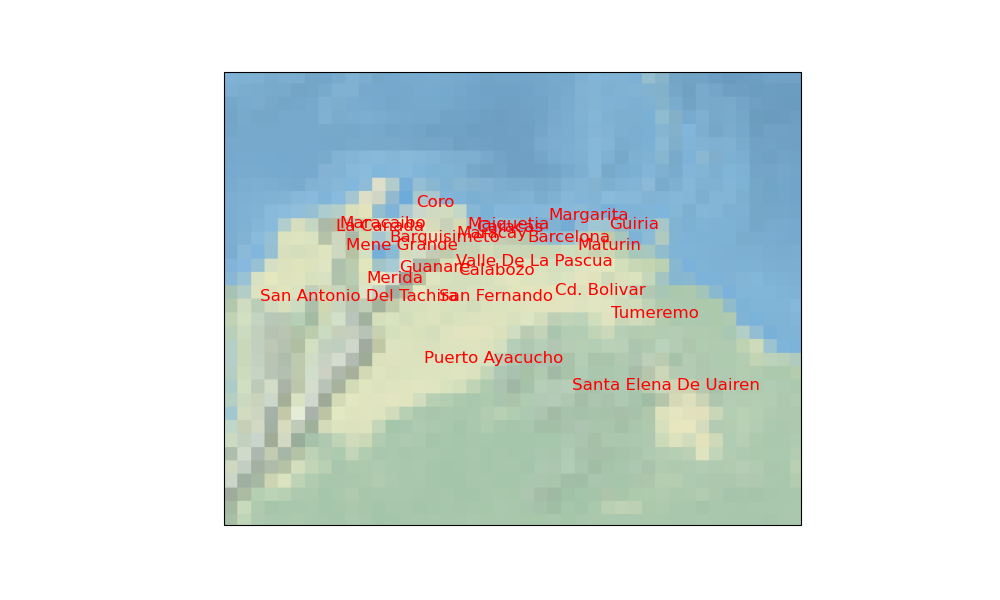 Coro
Margarita
Maracaibo
Maiquetia
Guiria
La Canada
Caracas
Maracay
Barquisimeto
Barcelona
Mene Grande
Maturin
Valle De La Pascua
Guanare
Calabozo
Merida
Cd. Bolivar
San Antonio Del Tachira
San Fernando
Tumeremo
Puerto Ayacucho
Santa Elena De Uairen